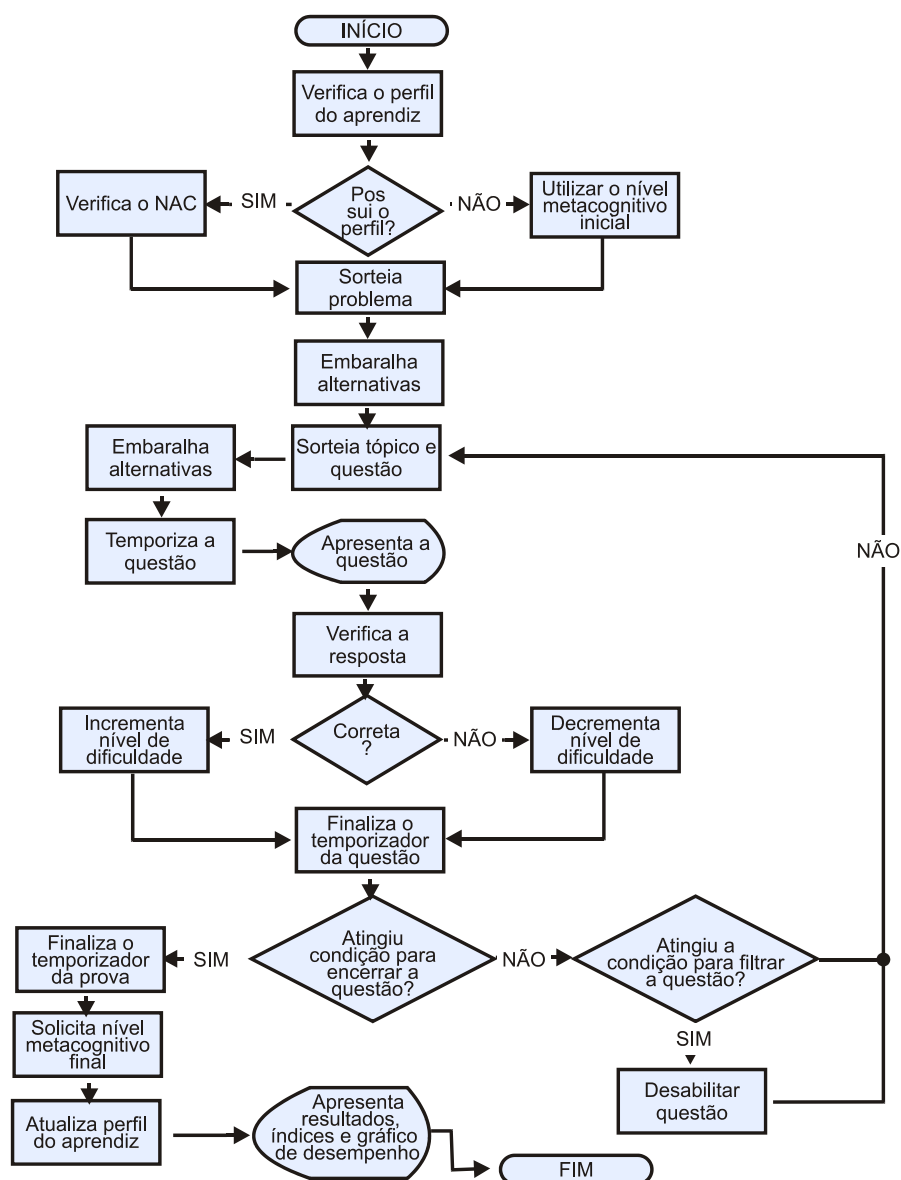 INÍCIO
Verifica o perfil
do aprendiz
Verifica o NAC
SIM
Pos
sui o
perfil?
NÃO
Utilizar o nível
metacognitivo
inicial
Sorteia
problema
Embaralha
alternativas
Embaralha
alternativas
Sorteia tópico e
questão
Temporiza a
questão
Apresenta a
questão
NÃO
Verifica a
resposta
Incrementa
nível de
dificuldade
SIM
Correta
?
NÃO
Decrementa
nível de
dificuldade
Finaliza o
temporizador
da questão
Finaliza o
temporizador
da prova
SIM
Atingiu
condição para
encerrar a
questão?
NÃO
Atingiu a
condição para filtrar
a questão?
Solicita nível
metacognitivo
final
SIM
Desabilitar
questão
Atualiza perfil
do aprendiz
Apresenta
resultados,
índices e gráfico
de desempenho
FIM